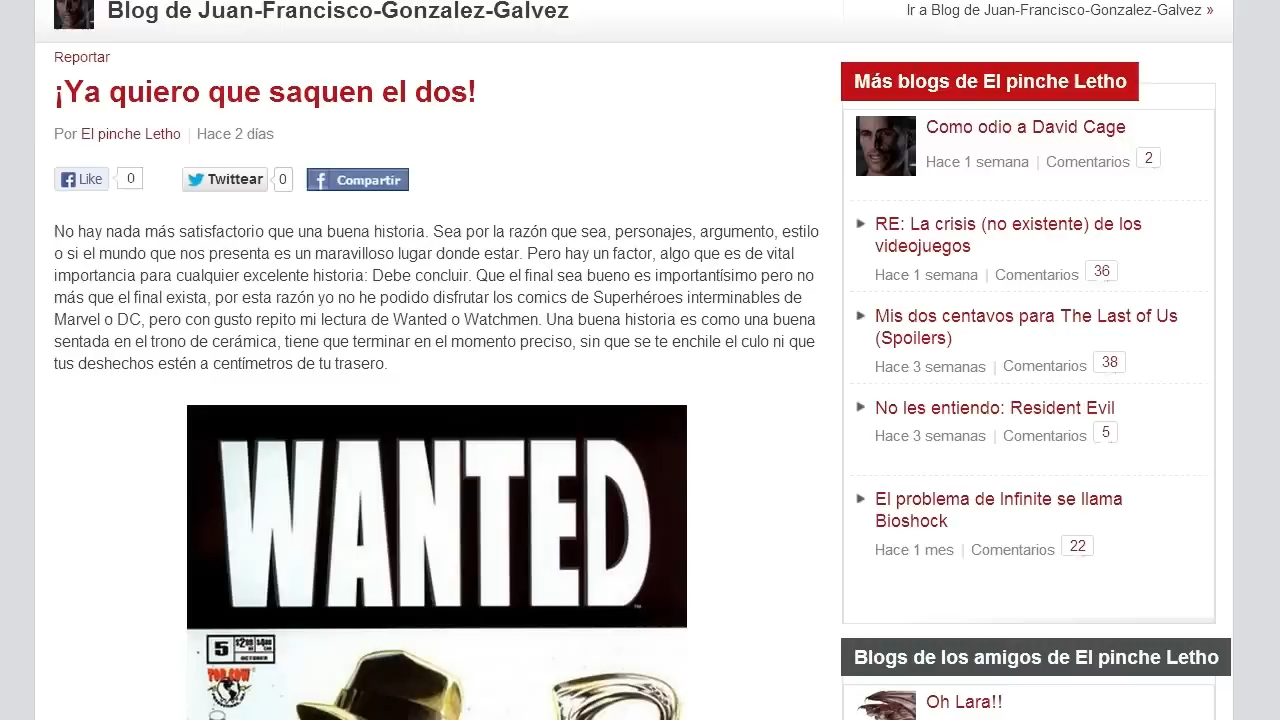 Blog de Juan-Francisco-Gonzalez-Galvez
Ir a Blog de Juan-Francisco-Gonzalez-Galvez »
Reportar
¡Ya quiero que saquen el dos!
Por El pinche Letho | Hace 2 días
Like 0 Twittear 0 Compartir
No hay nada más satisfactorio que una buena historia. Sea por la razón que sea, personajes, argumento, estilo
o si el mundo que nos presenta es un maravilloso lugar donde estar. Pero hay un factor, algo que es de vital
importancia para cualquier excelente historia: Debe concluir. Que el final sea bueno es importantísimo pero no
más que el final exista, por esta razón yo no he podido disfrutar los comics de Superhéroes interminables de
Marvel o DC, pero con gusto repito mi lectura de Wanted o Watchmen. Una buena historia es como una buena
sentada en el trono de cerámica, tiene que terminar en el momento preciso, sin que se te enchile el culo ni que
tus deshechos estén a centímetros de tu trasero.
WANTED
5
OCTOBER
TOP COW
Más blogs de El pinche Letho
Como odio a David Cage
Hace 1 semana | Comentarios 2
RE: La crisis (no existente) de los
videojuegos
Hace 1 semana | Comentarios 36
Mis dos centavos para The Last of Us
(Spoilers)
Hace 3 semanas | Comentarios 38
No les entiendo: Resident Evil
Hace 3 semanas | Comentarios 5
El problema de Infinite se llama
Bioshock
Hace 1 mes | Comentarios 22
Blogs de los amigos de El pinche Letho
Oh Lara!!